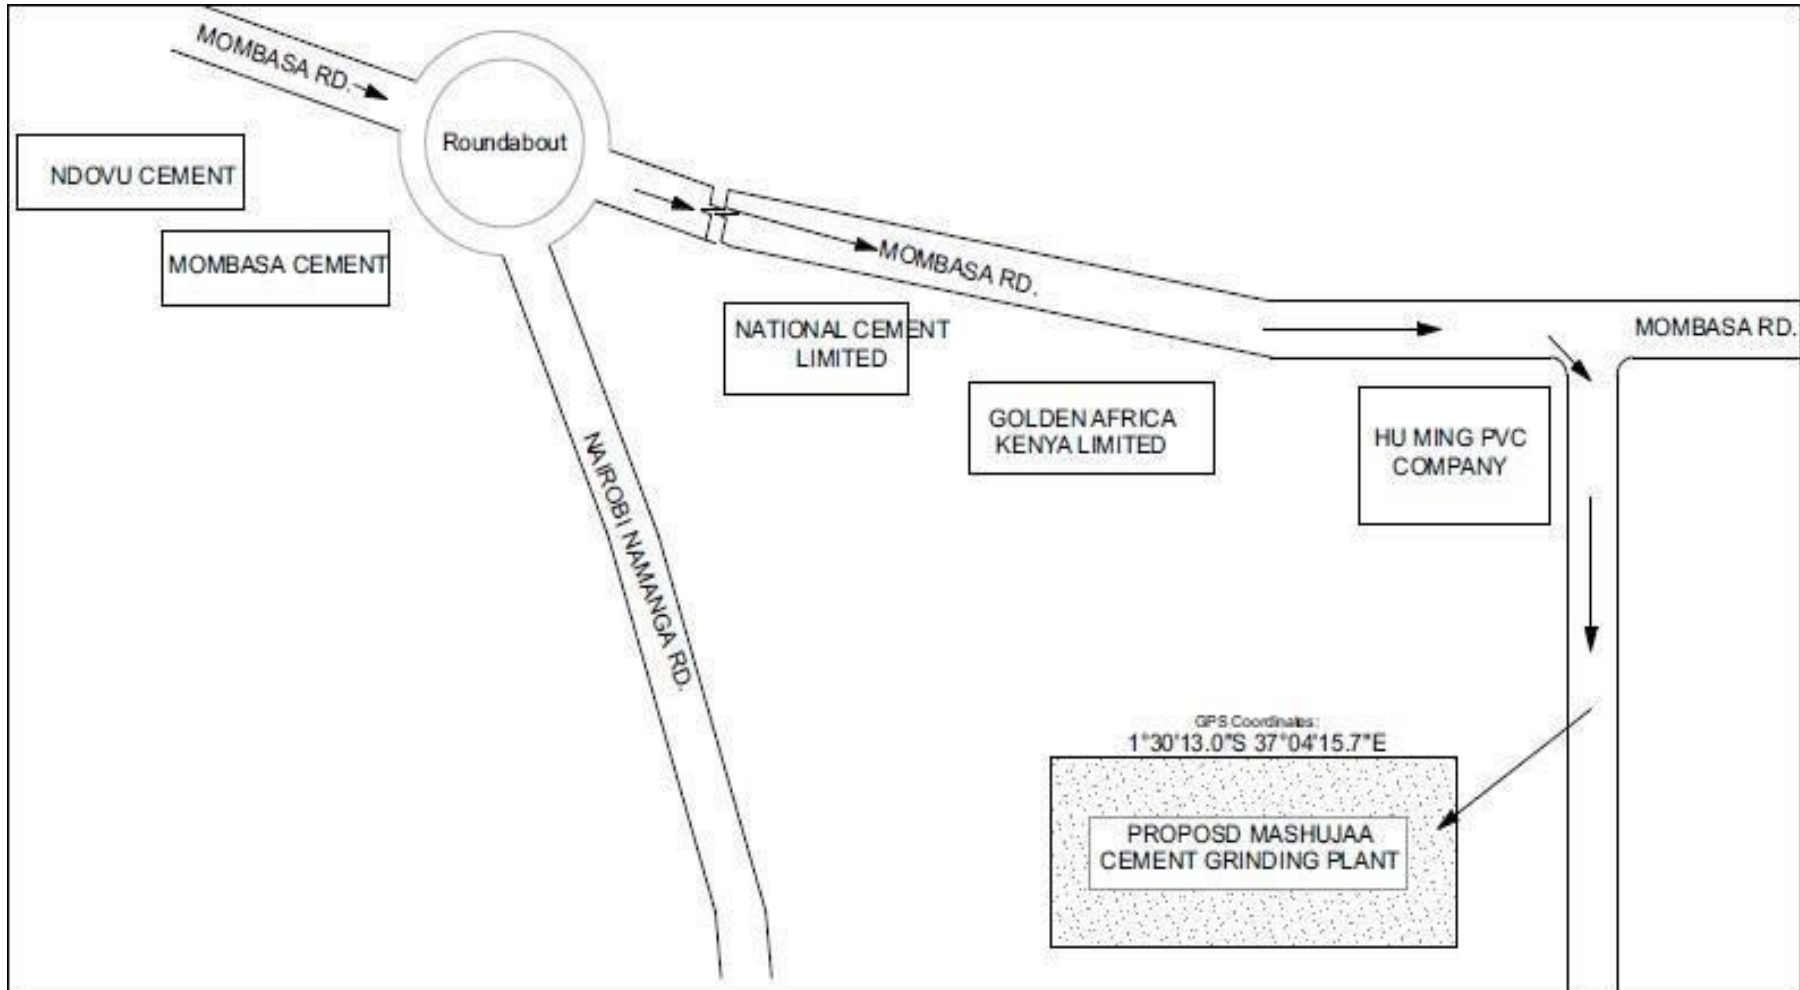 MOMBASA RD.
Roundabout
NDOVU CEMENT
MOMBASA CEMENT
MOMBASA RD.
NATIONAL CEMENT
LIMITED
MOMBASA RD.
GOLDEN AFRICA
KENYA LIMITED
HU MING PVC
COMPANY
NAIROBI NAMANGA RD.
GPS Coordinates:
1°30'13.0"S 37°04'15.7"E
PROPOSD MASHUJAA
CEMENT GRINDING PLANT